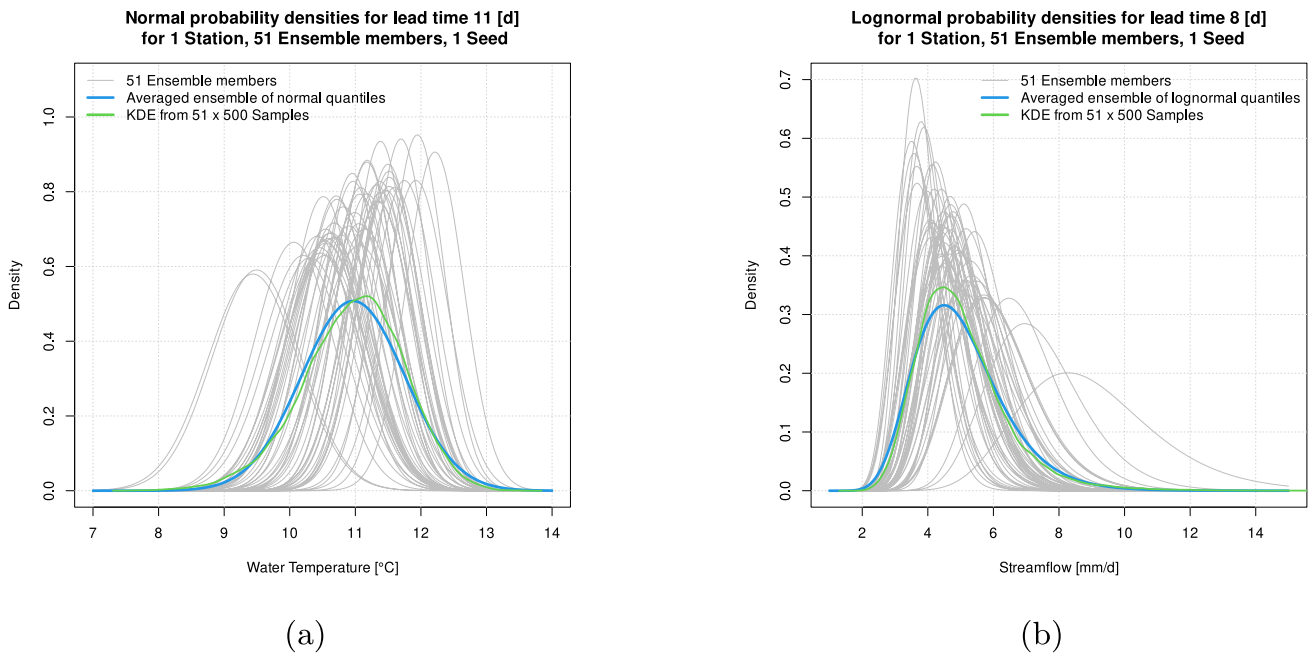 Normal probability densities for lead time 11 [d]
for 1 Station, 51 Ensemble members, 1 Seed
51 Ensemble members
Averaged ensemble of normal quantiles
KDE from 51 x 500 Samples
Density
0.0
0.2
0.4
0.6
0.8
1.0
7 8 9 10 11 12 13 14
Water Temperature [°C]
(a)
Lognormal probability densities for lead time 8 [d]
for 1 Station, 51 Ensemble members, 1 Seed
51 Ensemble members
Averaged ensemble of lognormal quantiles
KDE from 51 x 500 Samples
Density
0.0
0.1
0.2
0.3
0.4
0.5
0.6
0.7
2 4 6 8 10 12 14
Streamflow [mm/d]
(b)